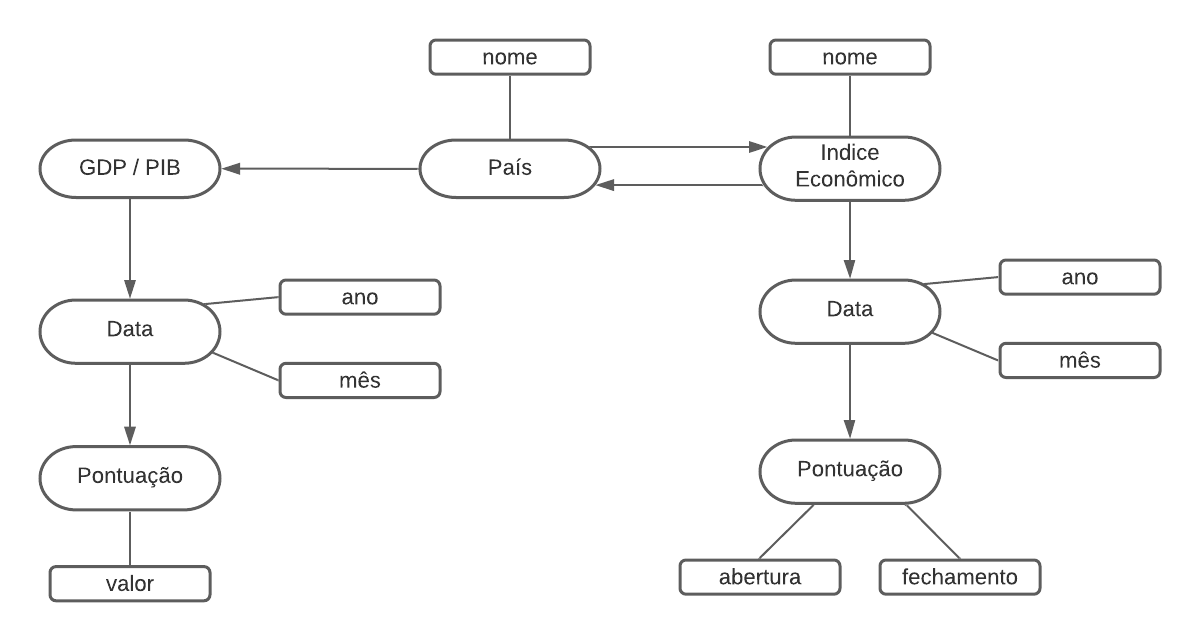 nome
nome
GDP / PIB
País
Indice
Econômico
Data
ano
mês
Data
ano
mês
Pontuação
valor
Pontuação
abertura
fechamento